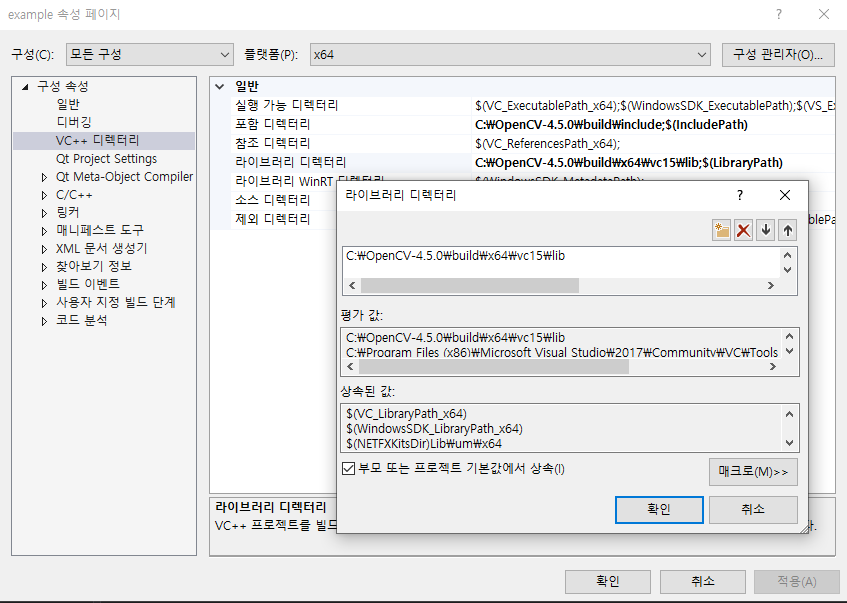 example 속성 페이지
구성(C): 모든 구성 플랫폼(P): x64 구성 관리자(O)...
구성 속성
일반
디버깅
VC++ 디렉터리
Qt Project Settings
Qt Meta-Object Compiler
C/C++
링커
매니페스트 도구
XML 문서 생성기
찾아보기 정보
빌드 이벤트
사용자 지정 빌드 단계
코드 분석
일반
실행 가능 디렉터리 $(VC_ExecutablePath_x64);$(WindowsSDK_ExecutablePath);$(VS_Ex
포함 디렉터리 C:₩OpenCV-4.5.0₩build₩include;$(IncludePath)
참조 디렉터리 $(VC_ReferencesPath_x64);
라이브러리 디렉터리 C:₩OpenCV-4.5.0₩build₩x64₩vc15₩lib;$(LibraryPath)
라이브러리 WinRT 디렉터리 $(WindowsSDK_MetadataPath);
소스 디렉터리
제외 디렉터리
라이브러리 디렉터리
VC++ 프로젝트를 빌드
라이브러리 디렉터리
C:₩OpenCV-4.5.0₩build₩x64₩vc15₩lib
평가 값:
C:₩OpenCV-4.5.0₩build₩x64₩vc15₩lib
C:₩Program Files (x86)₩Microsoft Visual Studio₩2017₩Community₩VC₩Tools
상속된 값:
$(VC_LibraryPath_x64)
$(WindowsSDK_LibraryPath_x64)
$(NETFXKitsDir)Lib₩um₩x64
부모 또는 프로젝트 기본값에서 상속(I)
매크로(M)>>
확인 취소
확인 취소 적용(A)